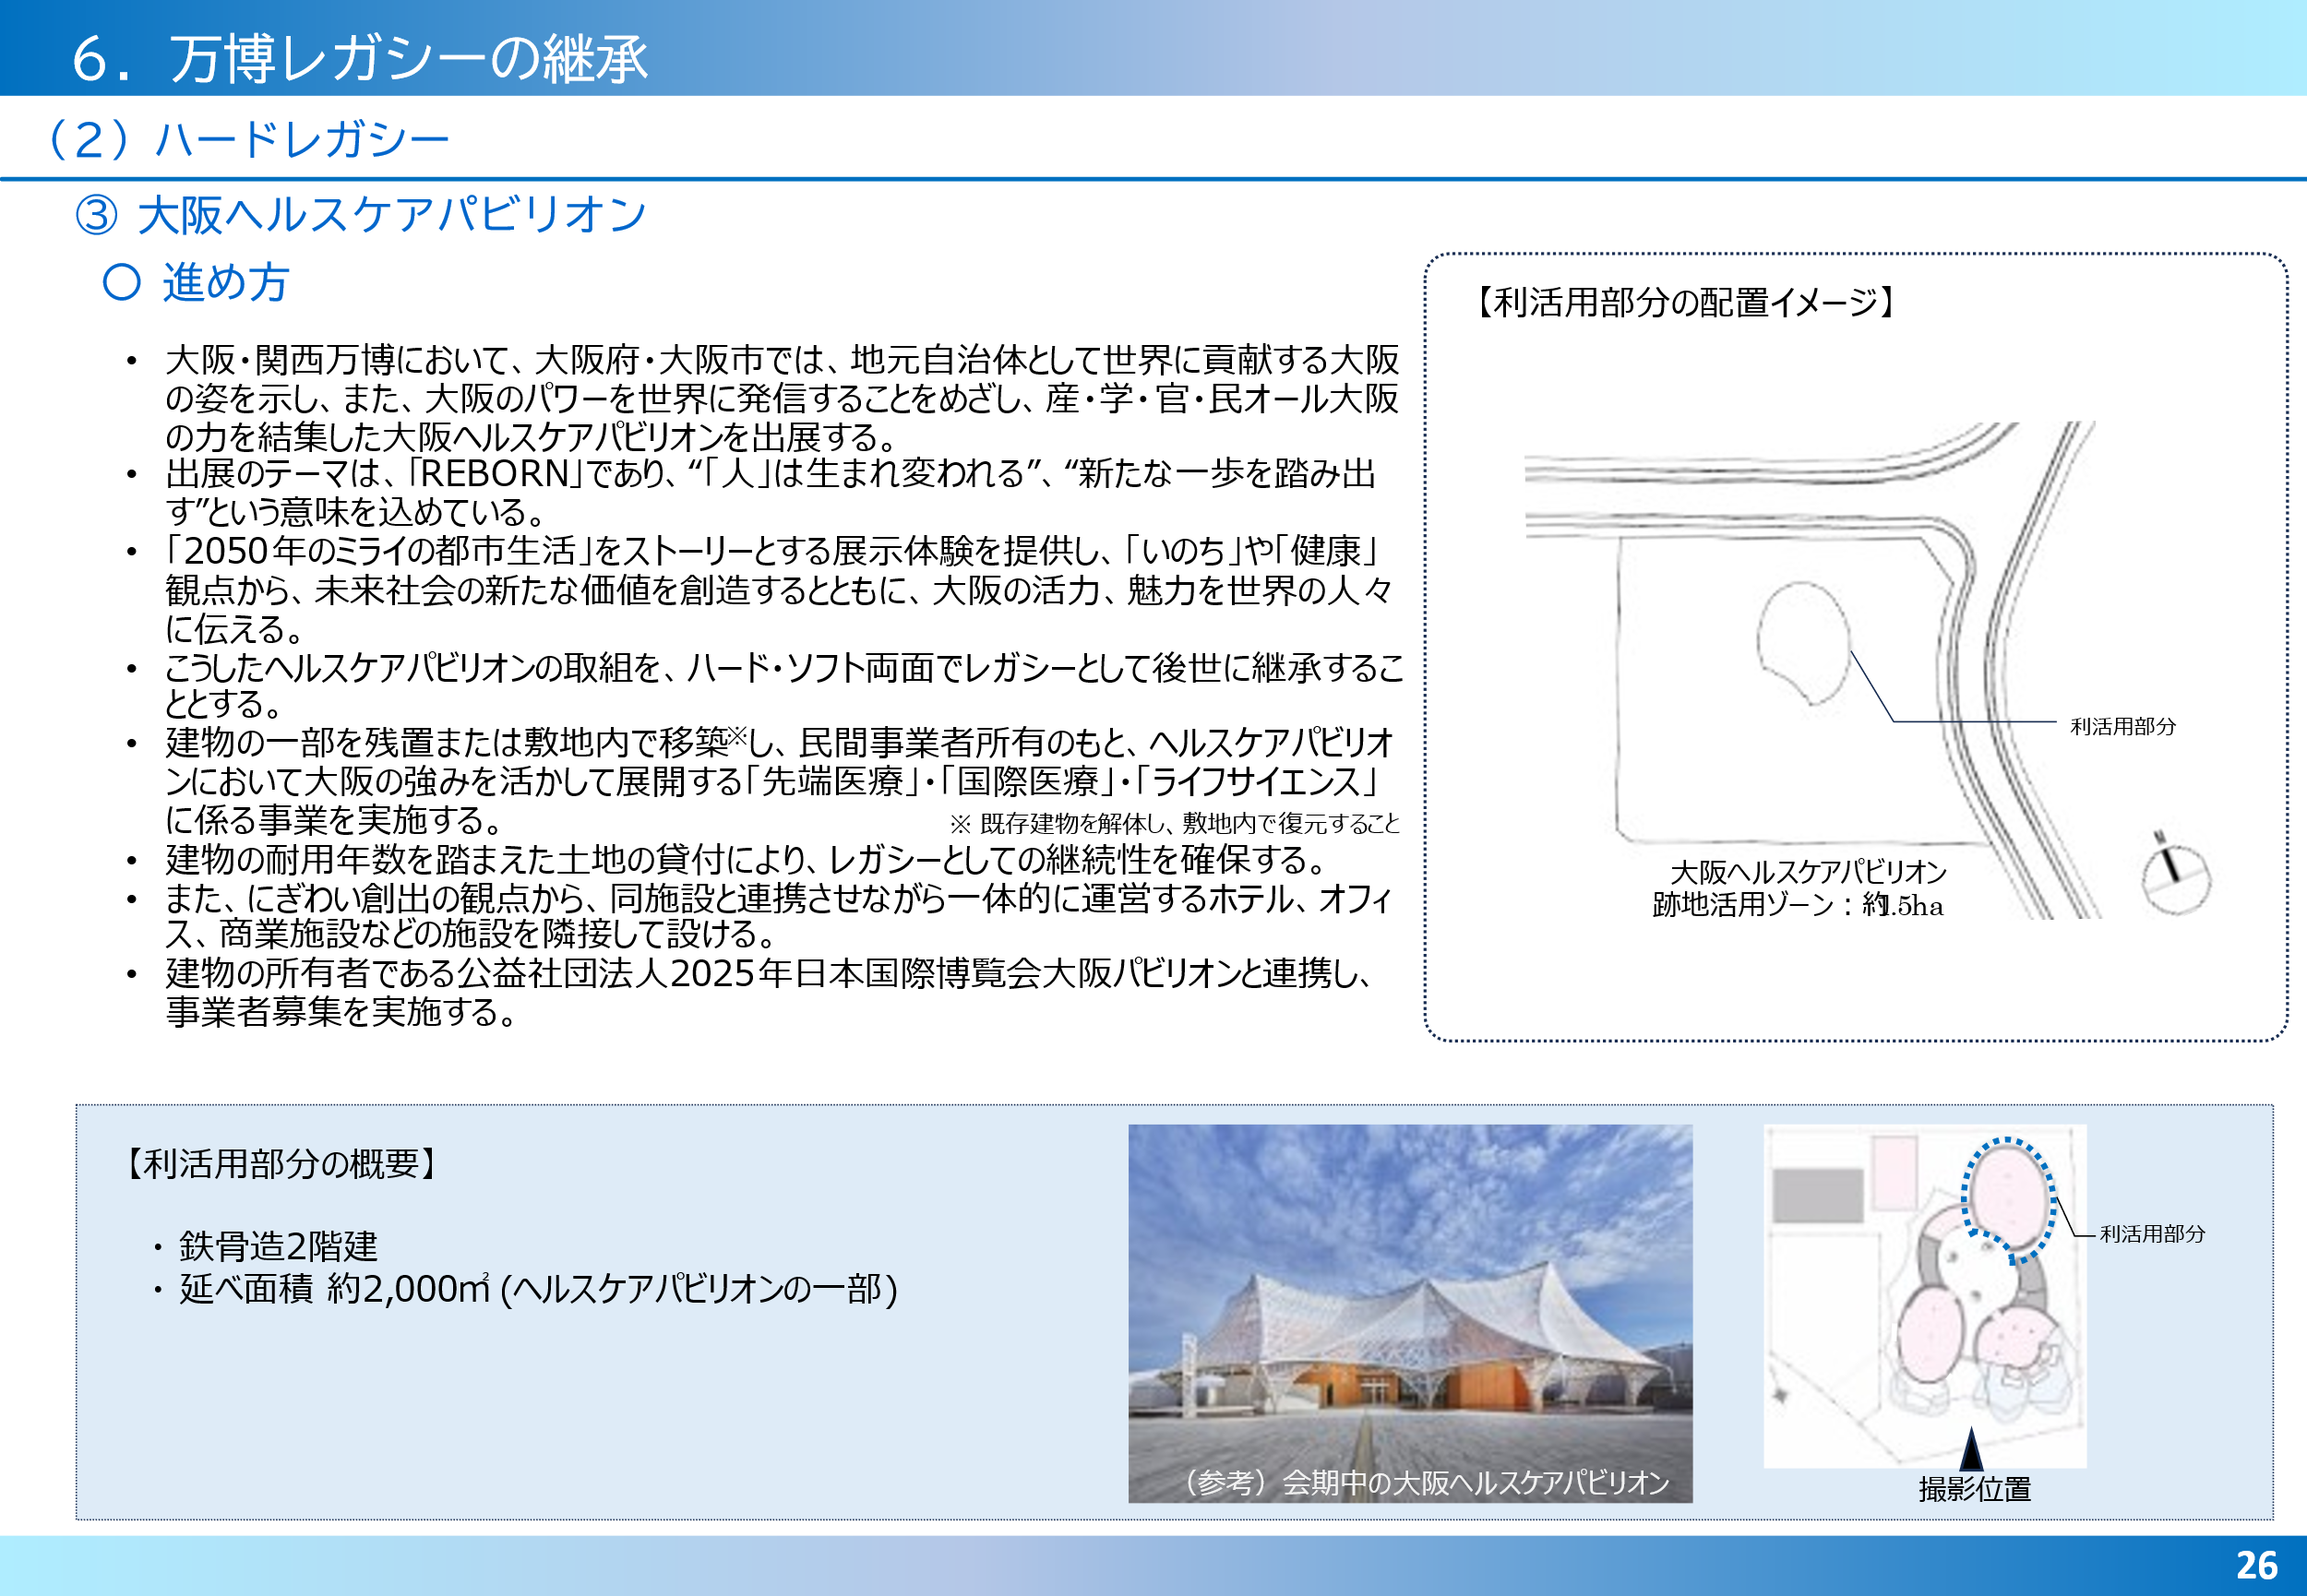 6．万博レガシーの継承
（2）ハードレガシー
③ 大阪ヘルスケアパビリオン
〇 進め方
• 大阪・関西万博において、大阪府・大阪市では、地元自治体として世界に貢献する大阪
の姿を示し、また、大阪のパワーを世界に発信することをめざし、産・学・官・民オール大阪
の力を結集した大阪ヘルスケアパビリオンを出展する。
• 出展のテーマは、「REBORN」であり、“「人」は生まれ変われる”、“新たな一歩を踏み出
す”という意味を込めている。
• 「2050年のミライの都市生活」をストーリーとする展示体験を提供し、「いのち」や「健康」
観点から、未来社会の新たな価値を創造するとともに、大阪の活力、魅力を世界の人々
に伝える。
• こうしたヘルスケアパビリオンの取組を、ハード・ソフト両面でレガシーとして後世に継承するこ
ととする。
• 建物の一部を残置または敷地内で移築※し、民間事業者所有のもと、ヘルスケアパビリオ
ンにおいて大阪の強みを活かして展開する「先端医療」・「国際医療」・「ライフサイエンス」
に係る事業を実施する。
※ 既存建物を解体し、敷地内で復元すること
• 建物の耐用年数を踏まえた土地の貸付により、レガシーとしての継続性を確保する。
• また、にぎわい創出の観点から、同施設と連携させながら一体的に運営するホテル、オフィ
ス、商業施設などの施設を隣接して設ける。
• 建物の所有者である公益社団法人2025年日本国際博覧会大阪パビリオンと連携し、
事業者募集を実施する。
【利活用部分の配置イメージ】
利活用部分
N
大阪ヘルスケアパビリオン
跡地活用ゾーン：約1.5ha
【利活用部分の概要】
・ 鉄骨造2階建
・ 延べ面積 約2,000㎡ (ヘルスケアパビリオンの一部)
（参考）会期中の大阪ヘルスケアパビリオン
利活用部分
撮影位置
26